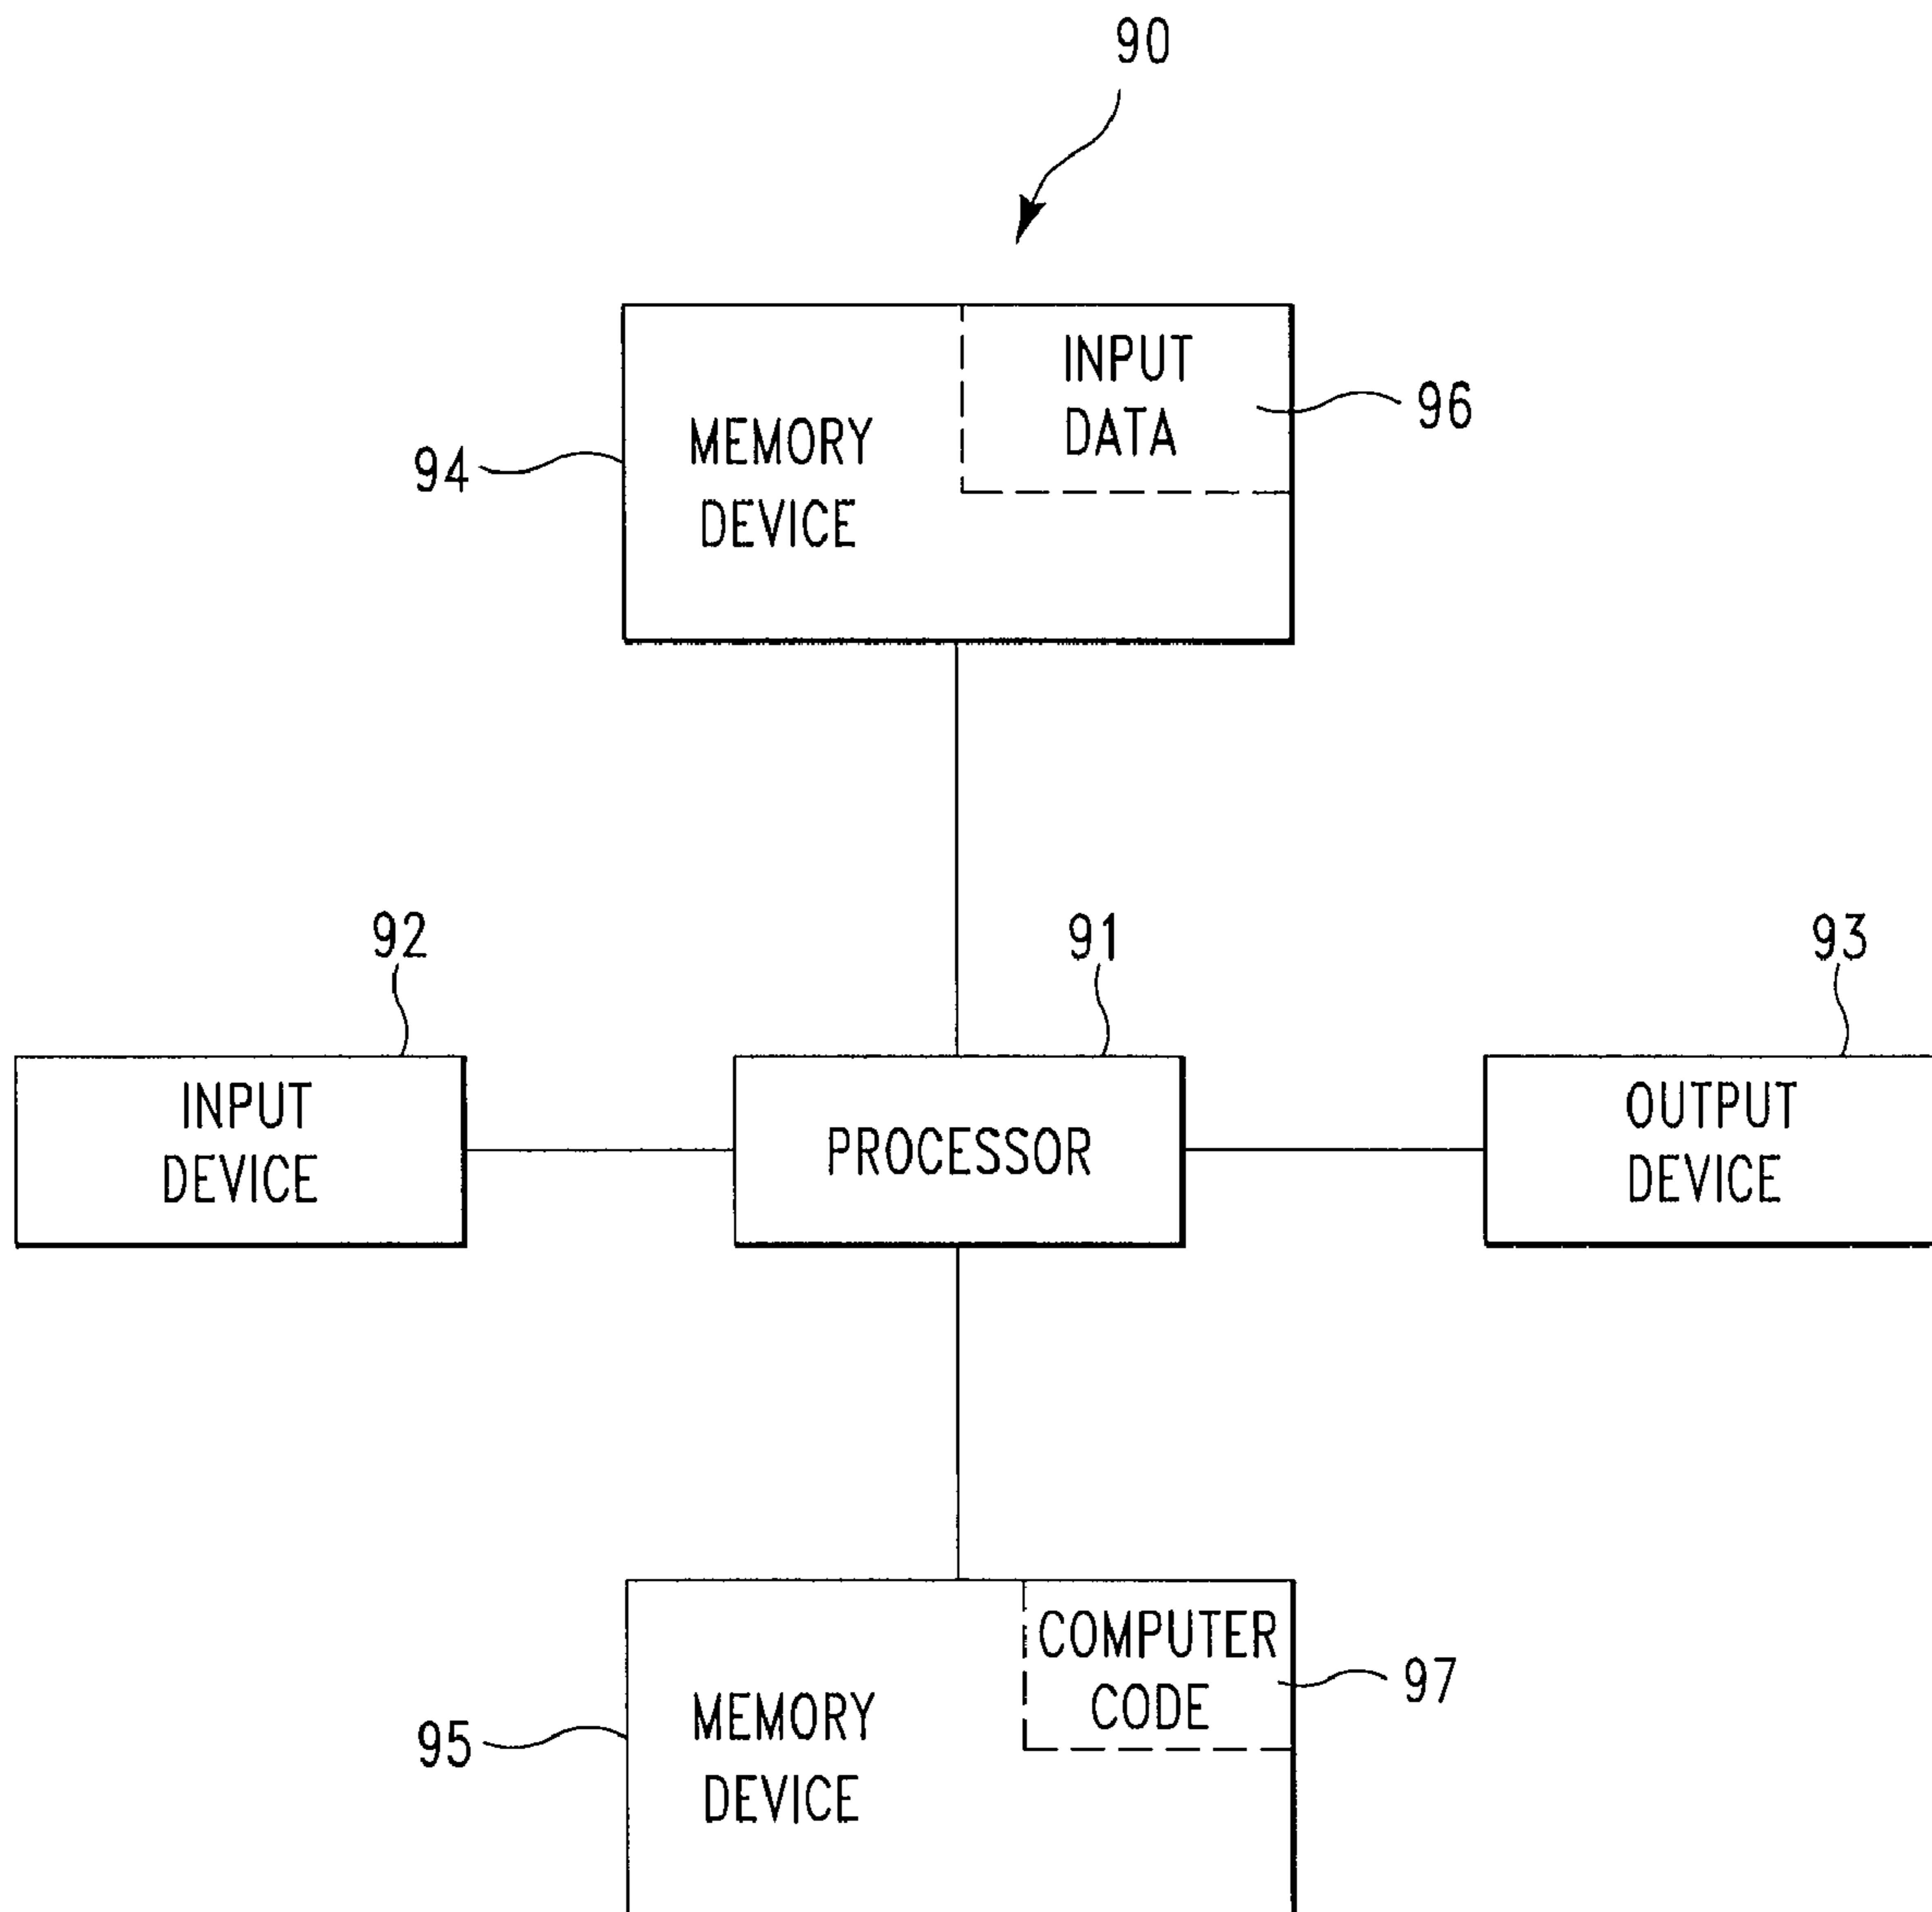 90
INPUT
DATA
96
94
MEMORY
DEVICE
92
91
93
INPUT
DEVICE
PROCESSOR
OUTPUT
DEVICE
COMPUTER
CODE
97
95
MEMORY
DEVICE